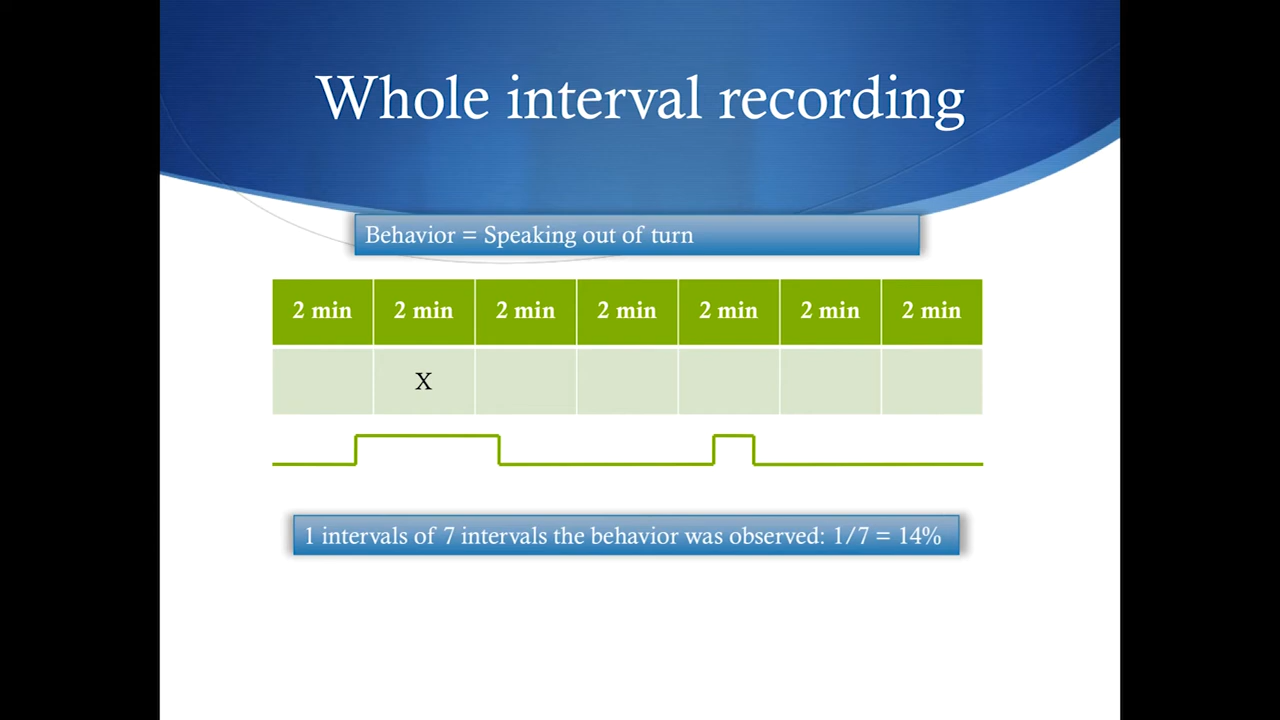 Whole interval recording
Behavior = Speaking out of turn
2 min 2 min 2 min 2 min 2 min 2 min 2 min
X
1 intervals of 7 intervals the behavior was observed: 1/7 = 14%